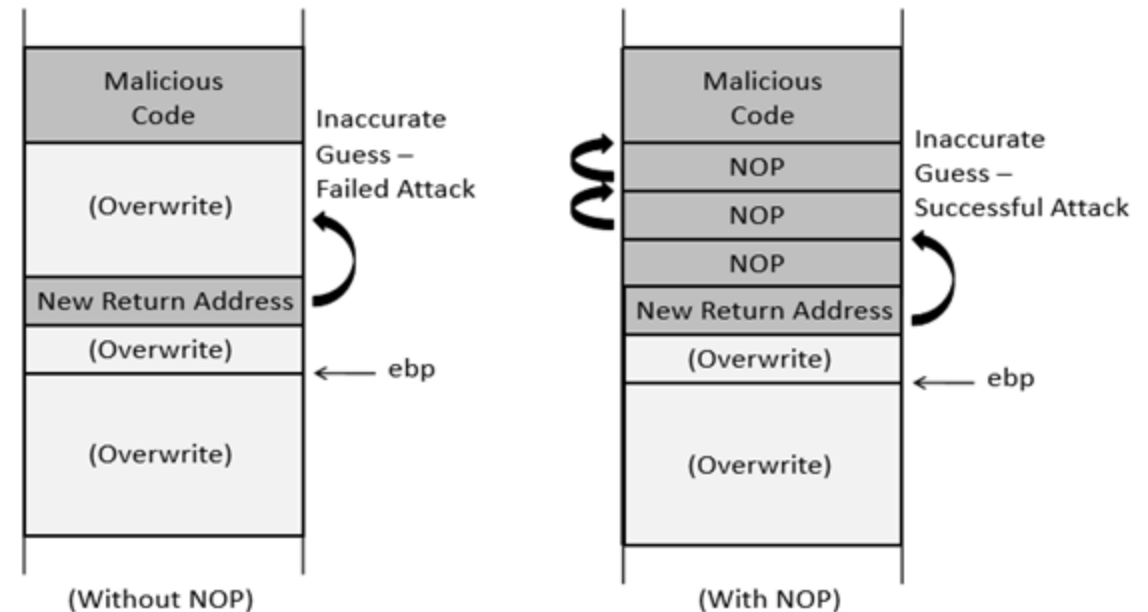 Malicious
Code
Inaccurate
Guess –
Failed Attack
(Overwrite)
New Return Address
(Overwrite)
ebp
(Overwrite)
(Without NOP)
Malicious
Code
Inaccurate
Guess –
Successful Attack
NOP
NOP
NOP
New Return Address
(Overwrite)
ebp
(Overwrite)
(With NOP)